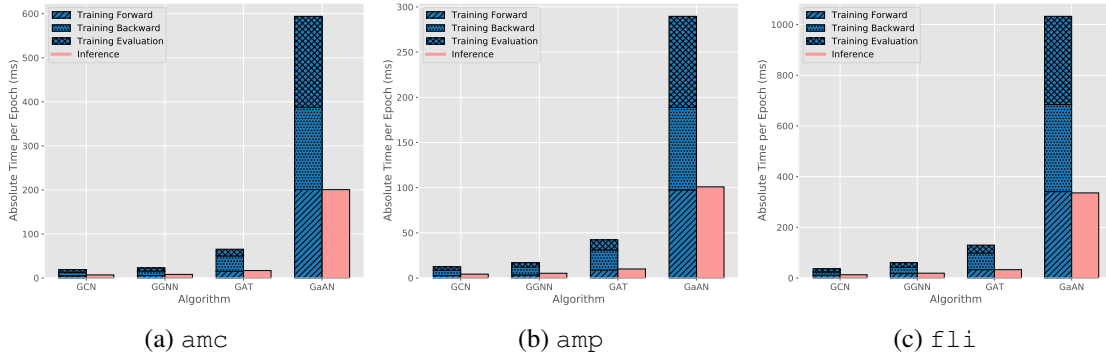 Training Forward
Training Backward
Training Evaluation
Inference
Absolute Time per Epoch (ms)
600
500
400
300
200
100
0
GCN GGNN GAT GaAN
Algorithm
(a) amc
Training Forward
Training Backward
Training Evaluation
Inference
Absolute Time per Epoch (ms)
300
250
200
150
100
50
0
GCN GGNN GAT GaAN
Algorithm
(b) amp
Training Forward
Training Backward
Training Evaluation
Inference
Absolute Time per Epoch (ms)
1000
800
600
400
200
0
GCN GGNN GAT GaAN
Algorithm
(c) fli